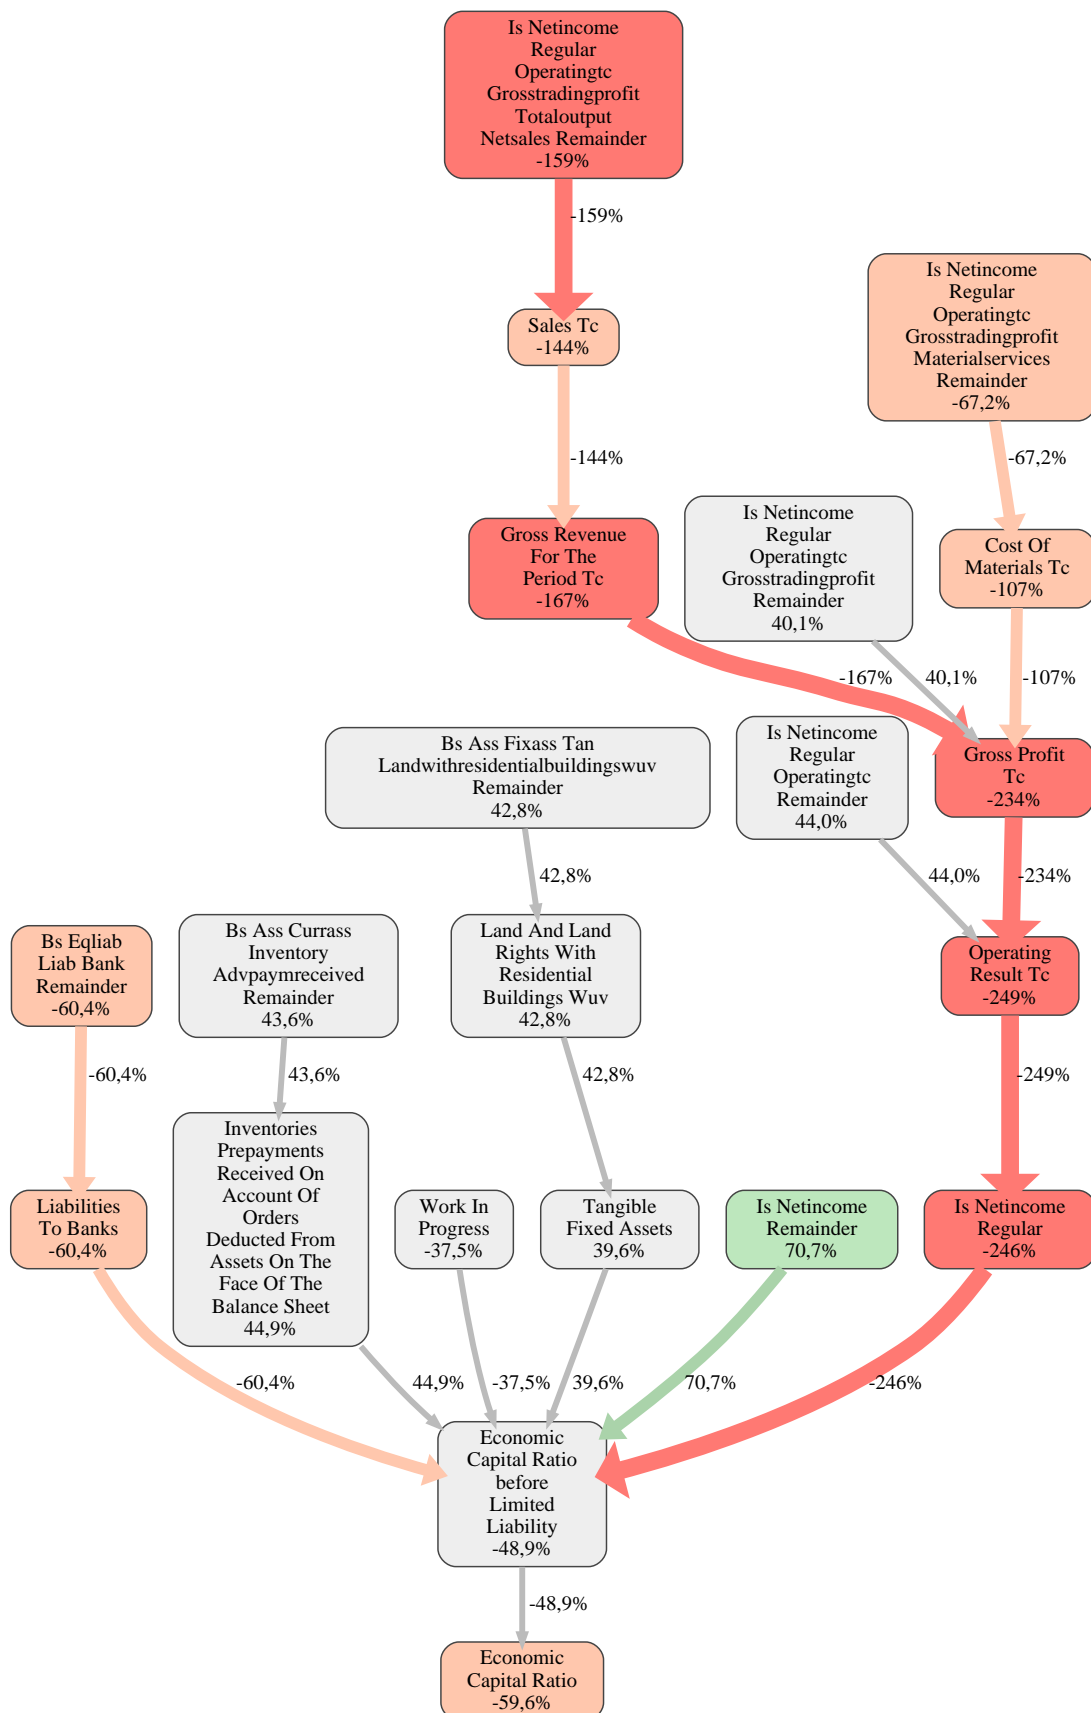 Is Netincome
Regular
Operatingtc
Grosstradingprofit
Totaloutput
Netsales Remainder
-159%
-159%
Is Netincome
Regular
Operatingtc
Grosstradingprofit
Materialservices
Remainder
-67,2%
Sales Tc
-144%
-144%
-67,2%
Is Netincome
Regular
Operatingtc
Grosstradingprofit
Remainder
40,1%
Gross Revenue
For The
Period Tc
-167%
Cost Of
Materials Tc
-107%
-167%
40,1%
-107%
Bs Ass Fixass Tan
Landwithresidentialbuildingswuv
Remainder
42,8%
Is Netincome
Regular
Operatingtc
Remainder
44,0%
Gross Profit
Tc
-234%
42,8%
44,0%
-234%
Bs Eqliab
Liab Bank
Remainder
-60,4%
Bs Ass Currass
Inventory
Advpaymreceived
Remainder
43,6%
Land And Land
Rights With
Residential
Buildings Wuv
42,8%
Operating
Result Tc
-249%
-60,4%
43,6%
42,8%
-249%
Liabilities
To Banks
-60,4%
Inventories
Prepayments
Received On
Account Of
Orders
Deducted From
Assets On The
Face Of The
Balance Sheet
44,9%
Work In
Progress
-37,5%
Tangible
Fixed Assets
39,6%
Is Netincome
Remainder
70,7%
Is Netincome
Regular
-246%
-60,4%
44,9%
-37,5%
39,6%
70,7%
-246%
Economic
Capital Ratio
before
Limited
Liability
-48,9%
-48,9%
Economic
Capital Ratio
-59,6%